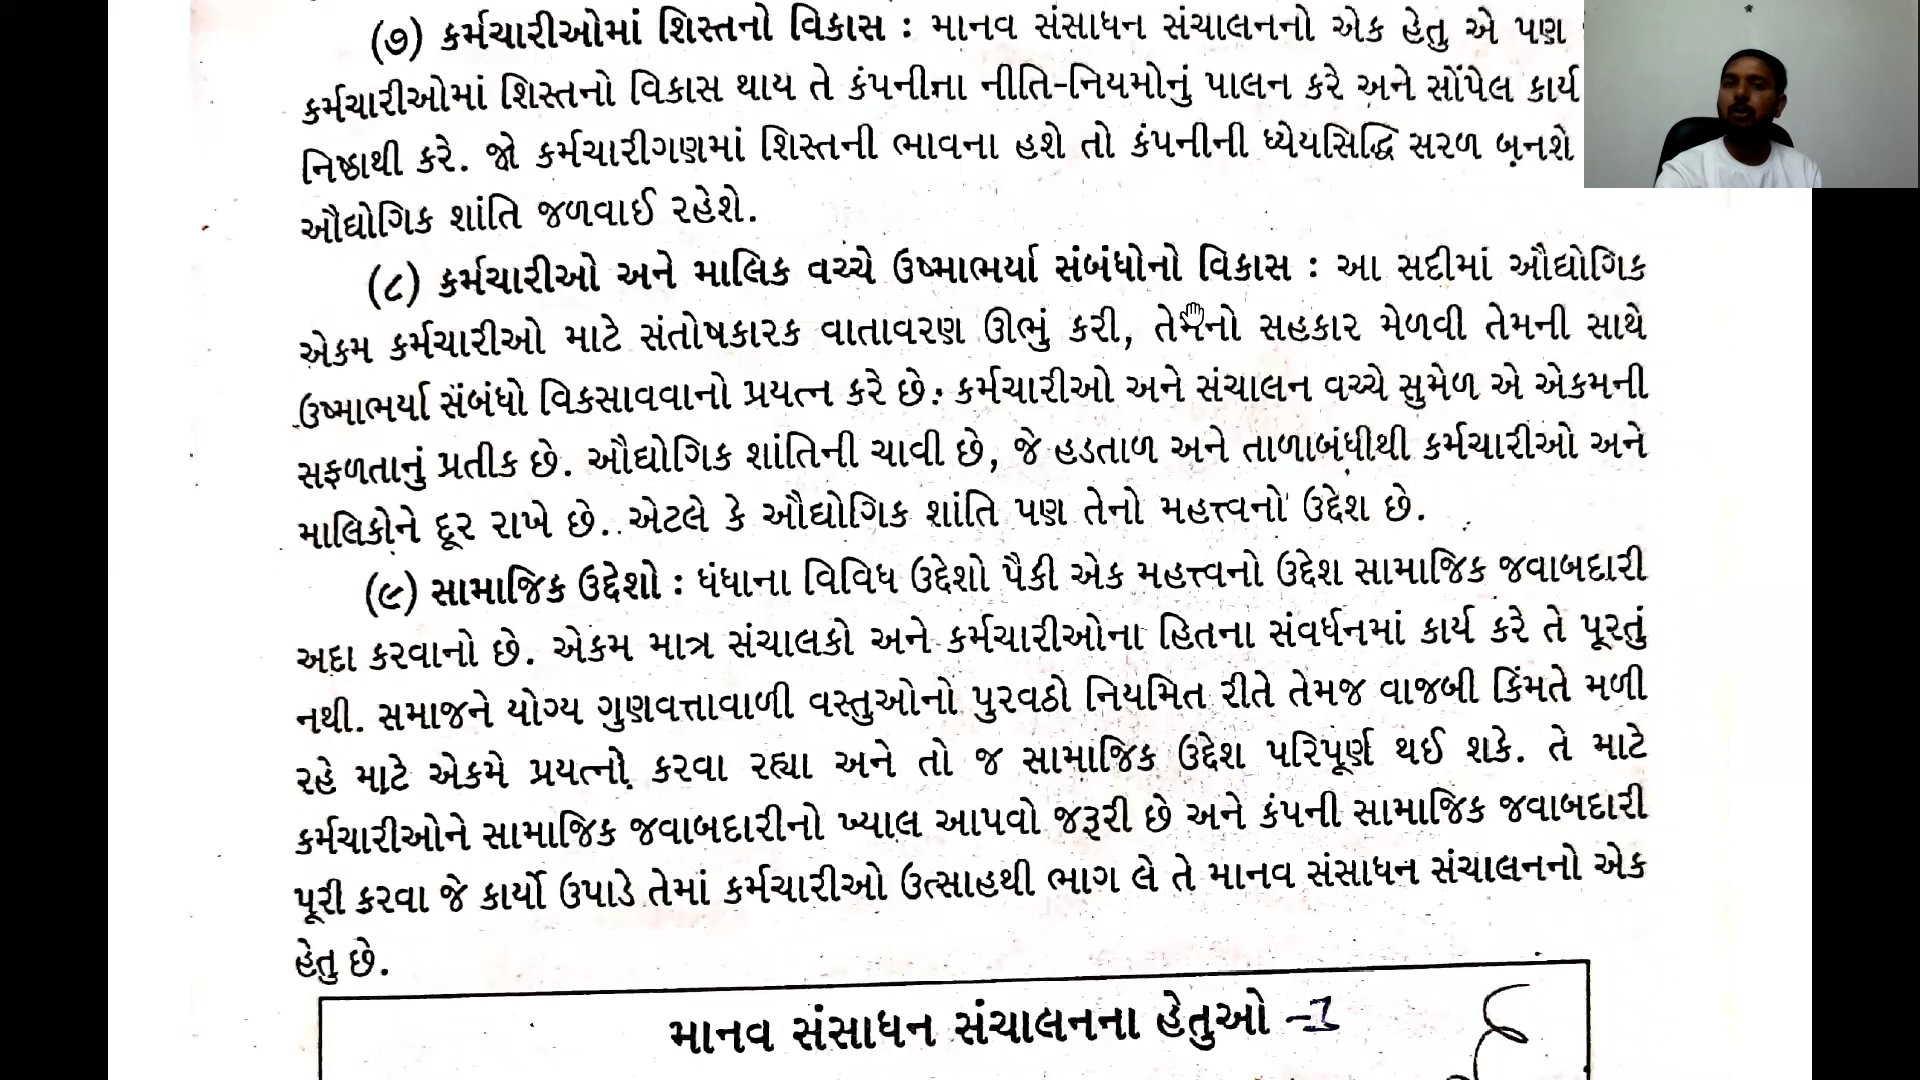 (૭) કર્મચારીઓમાં શિસ્તનો વિકાસ : માનવ સંસાધન સંચાલનનો એક હેતુ એ પણ
કર્મચારીઓમાં શિસ્તનો વિકાસ થાય તે કંપનીના નીતિ-નિયમોનું પાલન કરે અને સોંપેલ કાર્ય
નિષ્ઠાથી કરે. જો કર્મચારીગણમાં શિસ્તની ભાવના હશે તો કંપનીની ધ્યેયસિદ્ધિ સરળ બનશે
ઔદ્યોગિક શાંતિ જળવાઈ રહેશે.
(૮) કર્મચારીઓ અને માલિક વચ્ચે ઉષ્માભર્યા સંબંધોનો વિકાસ : આ સદીમાં ઔદ્યોગિક
એકમ કર્મચારીઓ માટે સંતોષકારક વાતાવરણ ઊભું કરી, તેમનો સહકાર મેળવી તેમની સાથે
ઉષ્માભર્યા સંબંધો વિકસાવવાનો પ્રયત્ન કરે છે. કર્મચારીઓ અને સંચાલન વચ્ચે સુમેળ એ એકમની
સફળતાનું પ્રતીક છે. ઔદ્યોગિક શાંતિની ચાવી છે, જે હડતાળ અને તાળાબંધીથી કર્મચારીઓ અને
માલિકોને દૂર રાખે છે. એટલે કે ઔદ્યોગિક શાંતિ પણ તેનો મહત્ત્વનો ઉદ્દેશ છે.
(૯) સામાજિક ઉદ્દેશો : ધંધાના વિવિધ ઉદ્દેશો પૈકી એક મહત્ત્વનો ઉદ્દેશ સામાજિક જવાબદારી
અદા કરવાનો છે. એકમ માત્ર સંચાલકો અને કર્મચારીઓના હિતના સંવર્ધનમાં કાર્ય કરે તે પૂરતું
નથી. સમાજને યોગ્ય ગુણવત્તાવાળી વસ્તુઓનો પુરવઠો નિયમિત રીતે તેમજ વાજબી કિંમતે મળી
રહે માટે એકમે પ્રયત્નો કરવા રહ્યા અને તો જ સામાજિક ઉદ્દેશ પરિપૂર્ણ થઈ શકે. તે માટે
કર્મચારીઓને સામાજિક જવાબદારીનો ખ્યાલ આપવો જરૂરી છે અને કંપની સામાજિક જવાબદારી
પૂરી કરવા જે કાર્યો ઉપાડે તેમાં કર્મચારીઓ ઉત્સાહથી ભાગ લે તે માનવ સંસાધન સંચાલનનો એક
હેતુ છે.
માનવ સંસાધન સંચાલનના હેતુઓ -1